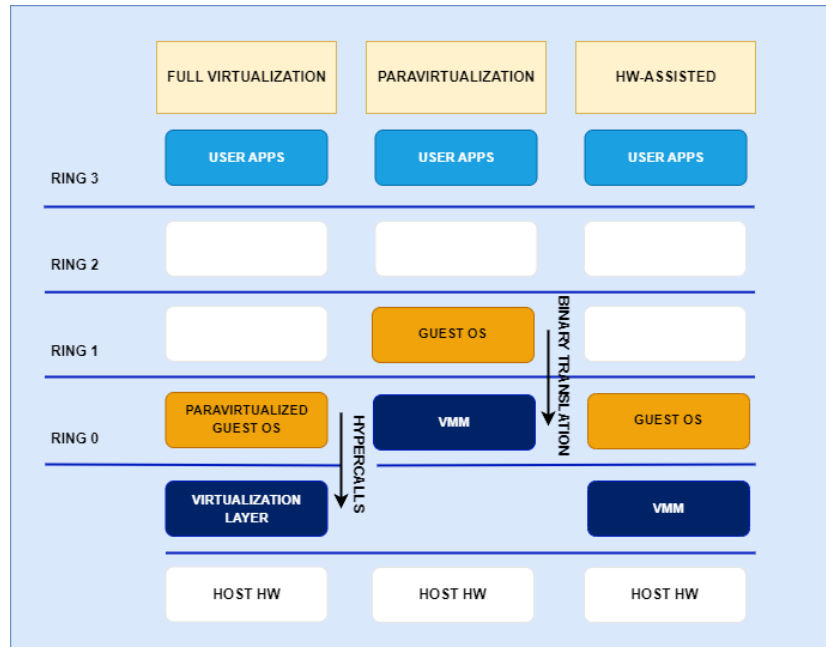 FULL VIRTUALIZATION
PARAVIRTUALIZATION
HW-ASSISTED
RING 3
USER APPS
USER APPS
USER APPS
RING 2
RING 1
GUEST OS
BINARY TRANSLATION
RING 0
PARAVIRTUALIZED
GUEST OS
HYPERCALLS
VMM
GUEST OS
VIRTUALIZATION
LAYER
VMM
HOST HW
HOST HW
HOST HW